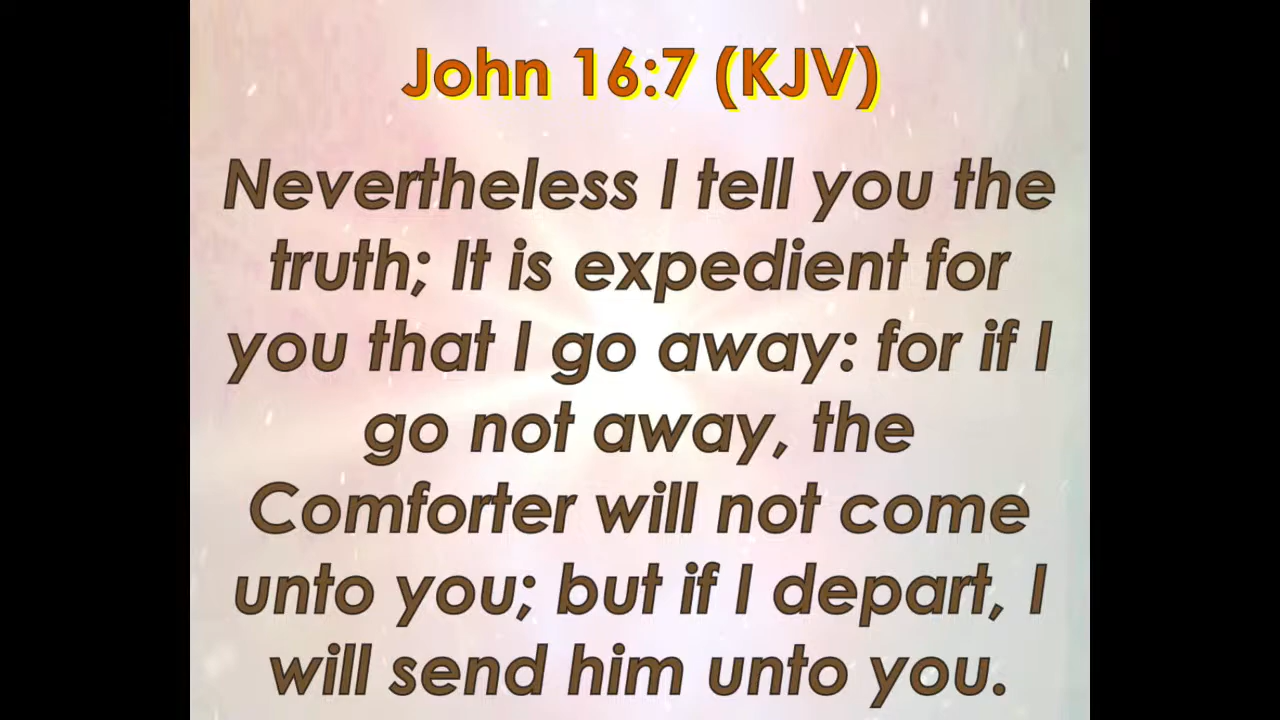 John 16:7 (KJV)
Nevertheless I tell you the
truth; It is expedient for
you that I go away: for if I
go not away, the
Comforter will not come
unto you; but if I depart, I
will send him unto you.